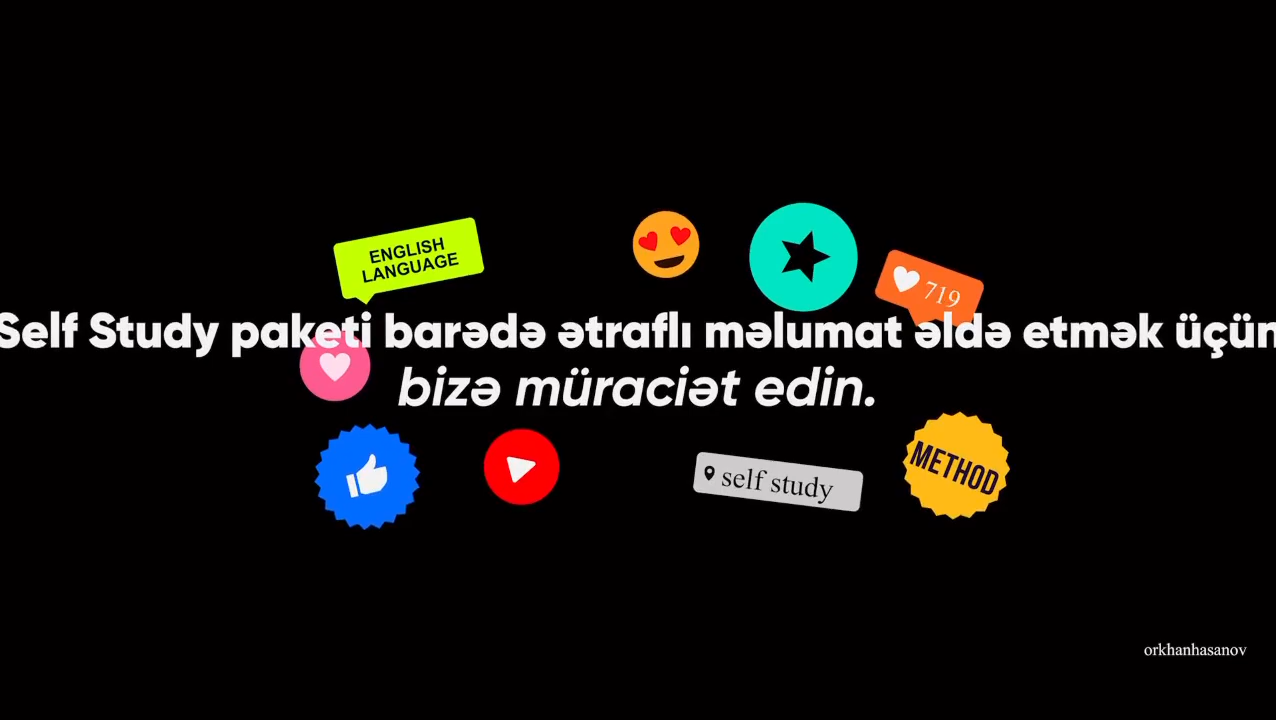 ENGLISH
LANGUAGE
719
Self Study paketi barədə ətraflı məlumat əldə etmək üçün
bizə müraciət edin.
self study
METHOD
orkhanhasanov